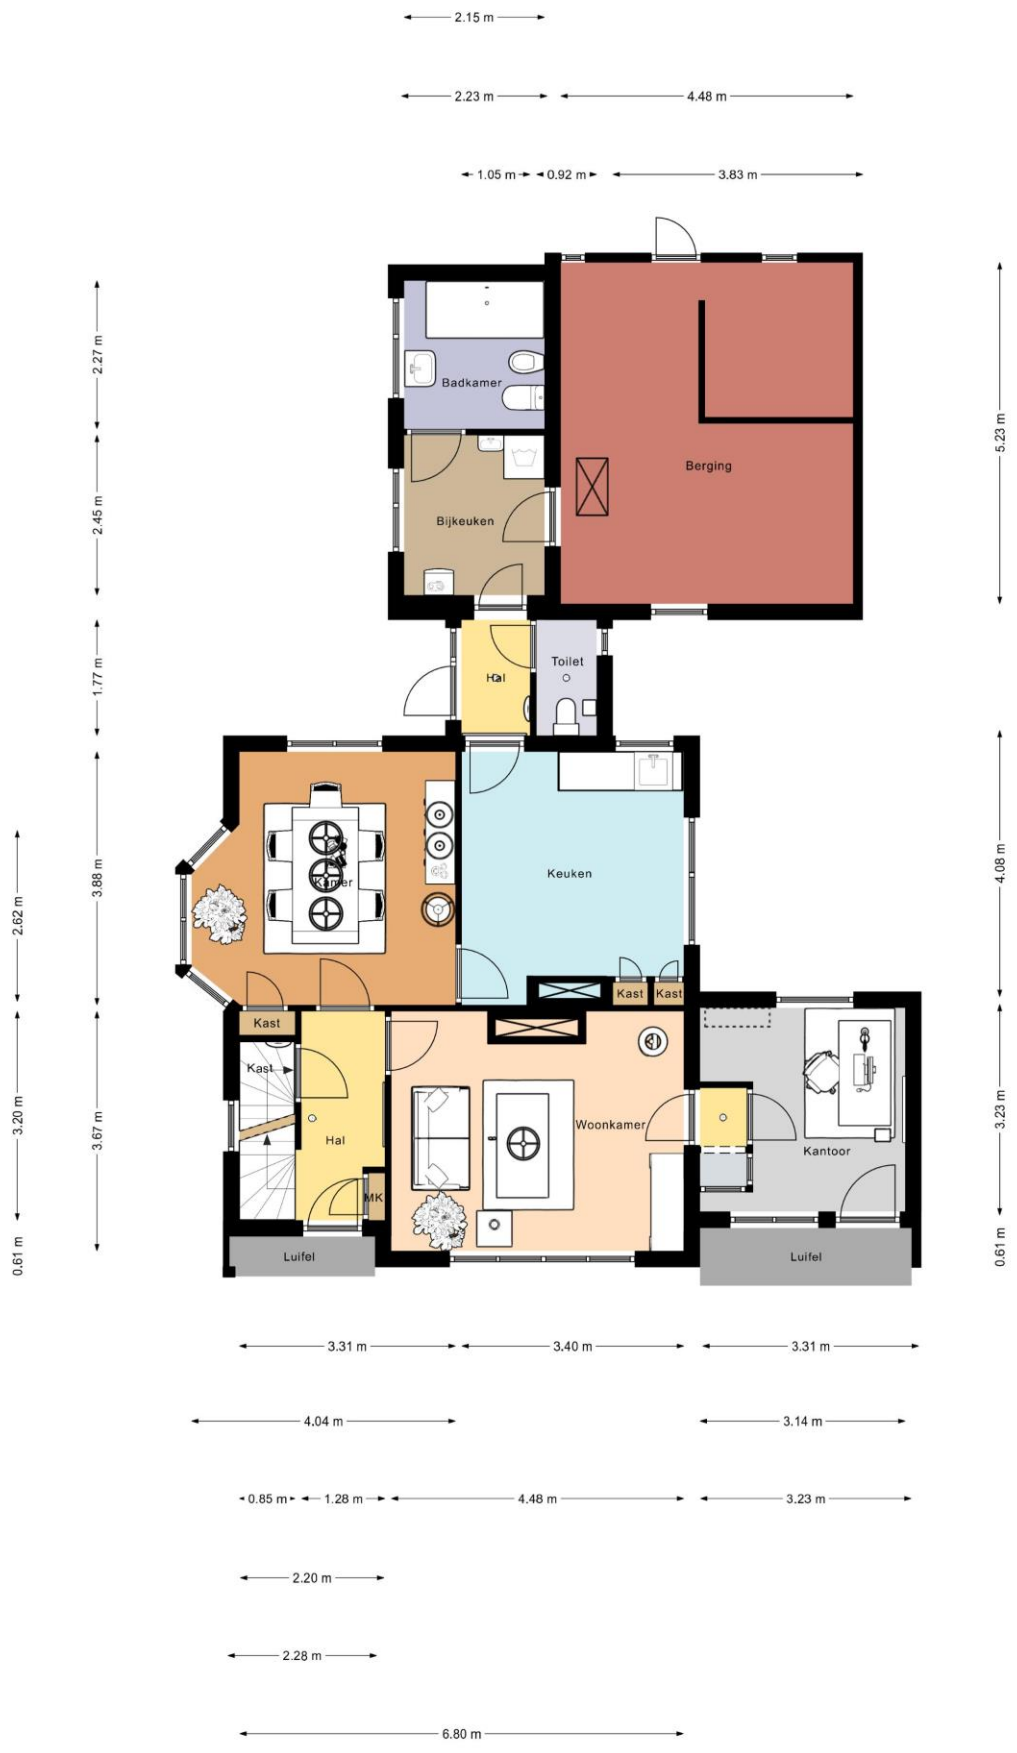 2.15 m
2.23 m
4.48 m
1.05 m
0.92 m
3.83 m
2.27 m
5.23 m
Badkamer
Berging
2.45 m
Bijkeuken
1.77 m
Toilet
Hal
3.88 m
4.08 m
2.62 m
Kamer
Keuken
Kast
Kast
Kast
Kast
3.20 m
3.67 m
3.23 m
Hal
Woonkamer
Kantoor
MK
0.61 m
Luifel
Luifel
0.61 m
3.31 m
3.40 m
3.31 m
4.04 m
3.14 m
0.85 m
1.28 m
4.48 m
3.23 m
2.20 m
2.28 m
6.80 m